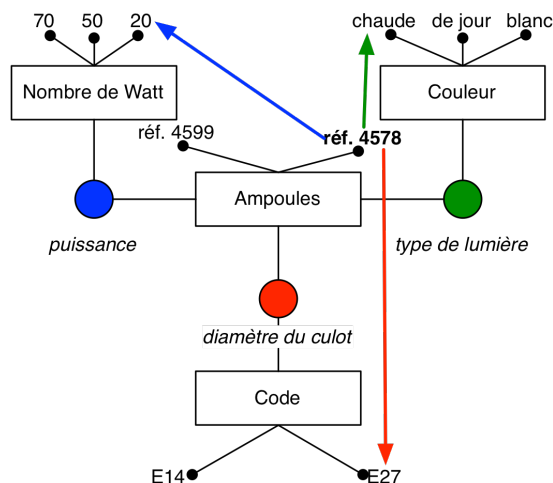 70 50 20
chaude de jour blanc
Nombre de Watt
Couleur
réf. 4599
réf. 4578
Ampoules
puissance
type de lumière
diamètre du culot
Code
E14
E27